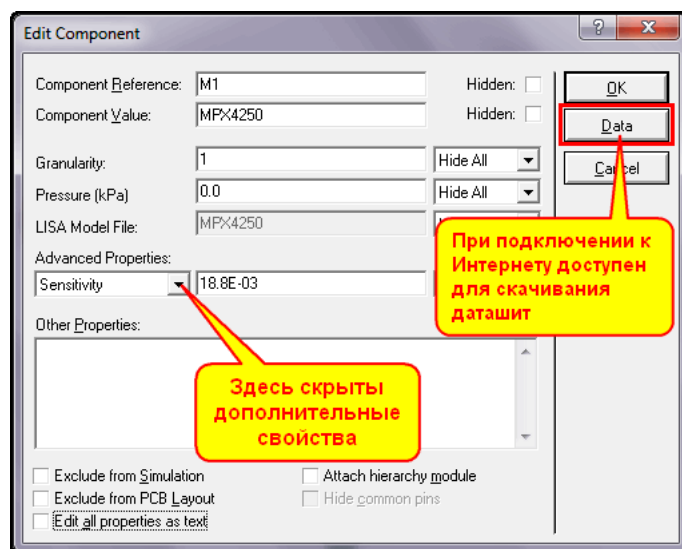 Edit Component
Component Reference: M1 Hidden:
Component Value: MPX4250 Hidden:
Granularity: 1 Hide All
Pressure (kPa) 0.0 Hide All
LISA Model File: MPX4250
Advanced Properties:
Sensitivity 18.8E-03
Other Properties:
Exclude from Simulation
Exclude from PCB Layout
Edit all properties as text
Attach hierarchy module
Hide common pins
OK
Data
Cancel
При подключении к
Интернету доступен
для скачивания
даташит
Здесь скрыты
дополнительные
свойства